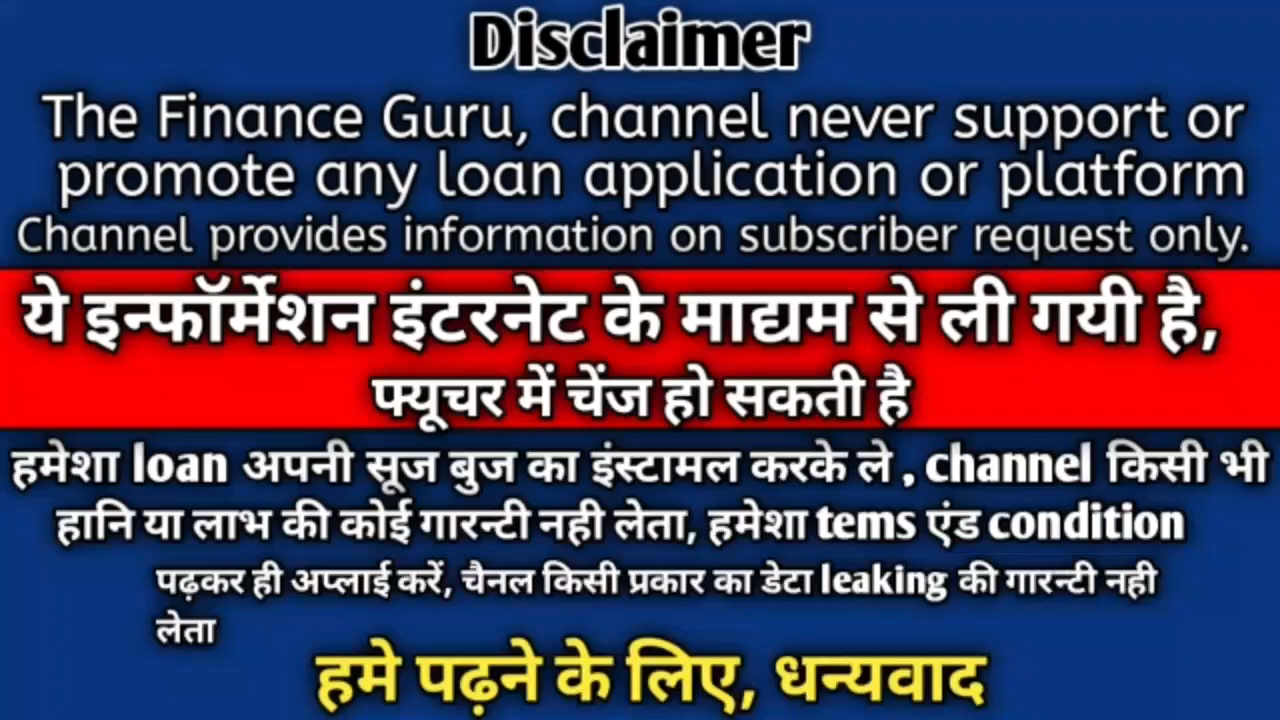 Disclaimer
The Finance Guru, channel never support or
promote any loan application or platform
Channel provides information on subscriber request only.
ये इन्फॉर्मेशन इंटरनेट के माद्यम से ली गयी है,
फ्यूचर में चेंज हो सकती है
हमेशा loan अपनी सूज बुज का इंस्टामल करके ले , channel किसी भी
हानि या लाभ की कोई गारन्टी नही लेता, हमेशा tems एंड condition
पढ़कर ही अप्लाई करें, चैनल किसी प्रकार का डेटा leaking की गारन्टी नही
लेता
हमे पढ़ने के लिए, धन्यवाद